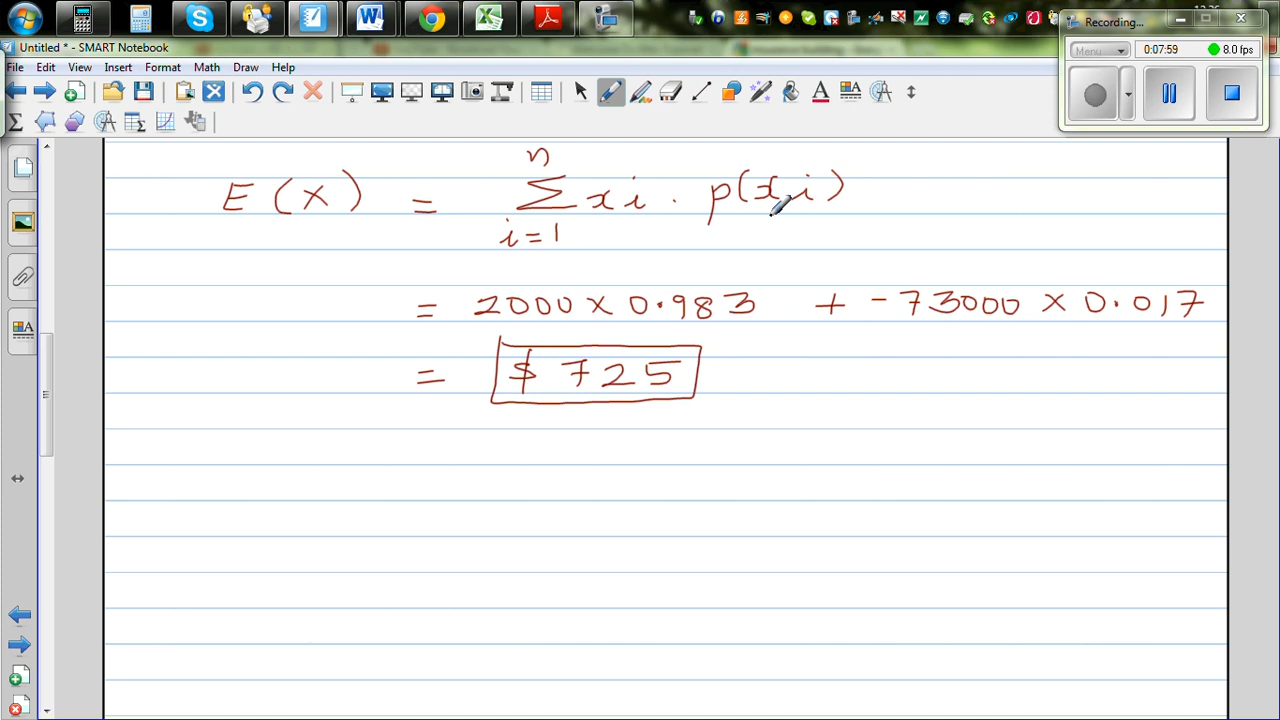 Recording...
Untitled * - SMART Notebook
Menu
0:07:59
8.0 fps
File Edit View Insert Format Math Draw Help
n
E(X) = Σ xi . p(xi)
i=1
= 2000 × 0.983 + -73000 × 0.017
= $ 725